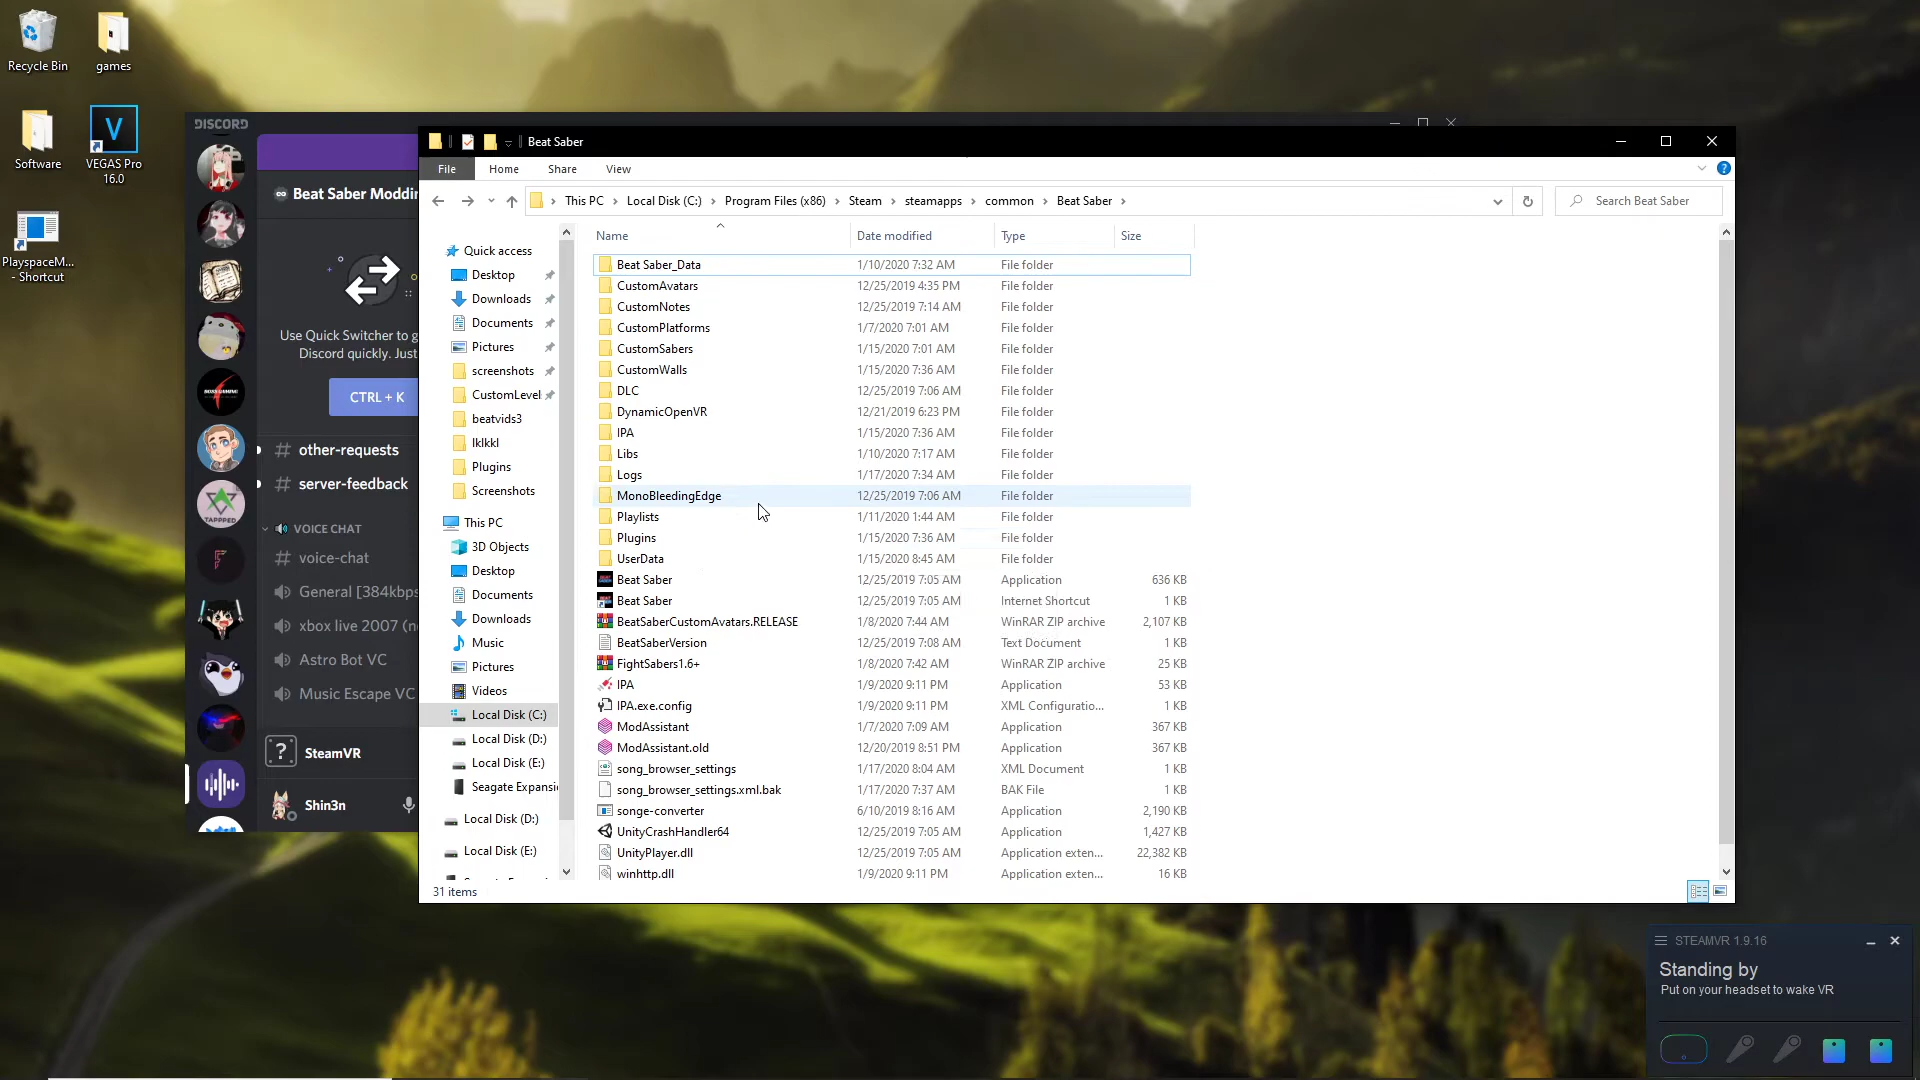 Recycle Bin
games
Software
VEGAS Pro
16.0
PlayspaceM...
- Shortcut
DISCORD
Beat Saber Moddin
Use Quick Switcher to g
Discord quickly. Just
CTRL + K
other-requests
server-feedback
VOICE CHAT
voice-chat
General [384kbps
xbox live 2007 (n
Astro Bot VC
Music Escape VC
SteamVR
Shin3n
TAPPPED
Beat Saber
File
Home
Share
View
This PC
Local Disk (C:)
Program Files (x86)
Steam
steamapps
common
Beat Saber
Search Beat Saber
Quick access
Desktop
Downloads
Documents
Pictures
screenshots
CustomLevel
beatvids3
lklkkl
Plugins
Screenshots
This PC
3D Objects
Desktop
Documents
Downloads
Music
Pictures
Videos
Local Disk (C:)
Local Disk (D:)
Local Disk (E:)
Seagate Expansi
Local Disk (D:)
Local Disk (E:)
Name Date modified Type Size
Beat Saber_Data 1/10/2020 7:32 AM File folder
CustomAvatars 12/25/2019 4:35 PM File folder
CustomNotes 12/25/2019 7:14 AM File folder
CustomPlatforms 1/7/2020 7:01 AM File folder
CustomSabers 1/15/2020 7:01 AM File folder
CustomWalls 1/15/2020 7:36 AM File folder
DLC 12/25/2019 7:06 AM File folder
DynamicOpenVR 12/21/2019 6:23 PM File folder
IPA 1/15/2020 7:36 AM File folder
Libs 1/10/2020 7:17 AM File folder
Logs 1/17/2020 7:34 AM File folder
MonoBleedingEdge 12/25/2019 7:06 AM File folder
Playlists 1/11/2020 1:44 AM File folder
Plugins 1/15/2020 7:36 AM File folder
UserData 1/15/2020 8:45 AM File folder
Beat Saber 12/25/2019 7:05 AM Application 636 KB
Beat Saber 12/25/2019 7:05 AM Internet Shortcut 1 KB
BeatSaberCustomAvatars.RELEASE 1/8/2020 7:44 AM WinRAR ZIP archive 2,107 KB
BeatSaberVersion 12/25/2019 7:08 AM Text Document 1 KB
FightSabers1.6+ 1/8/2020 7:42 AM WinRAR ZIP archive 25 KB
IPA 1/9/2020 9:11 PM Application 53 KB
IPA.exe.config 1/9/2020 9:11 PM XML Configuratio... 1 KB
ModAssistant 1/7/2020 7:09 AM Application 367 KB
ModAssistant.old 12/20/2019 8:51 PM Application 367 KB
song_browser_settings 1/17/2020 8:04 AM XML Document 1 KB
song_browser_settings.xml.bak 1/17/2020 7:37 AM BAK File 1 KB
songe-converter 6/10/2019 8:16 AM Application 2,190 KB
UnityCrashHandler64 12/25/2019 7:05 AM Application 1,427 KB
UnityPlayer.dll 12/25/2019 7:05 AM Application exten... 22,382 KB
winhttp.dll 1/9/2020 9:11 PM Application exten... 16 KB
31 items
STEAMVR 1.9.16
Standing by
Put on your headset to wake VR